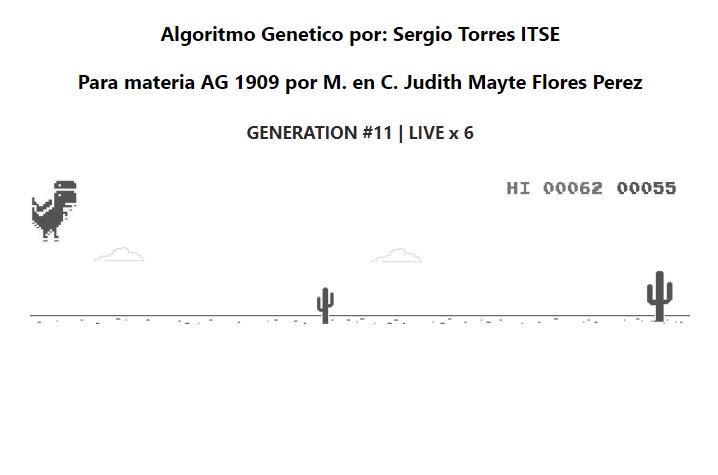 Algoritmo Genetico por: Sergio Torres ITSE
Para materia AG 1909 por M. en C. Judith Mayte Flores Perez
GENERATION #11 | LIVE x 6
HI 00062 00055